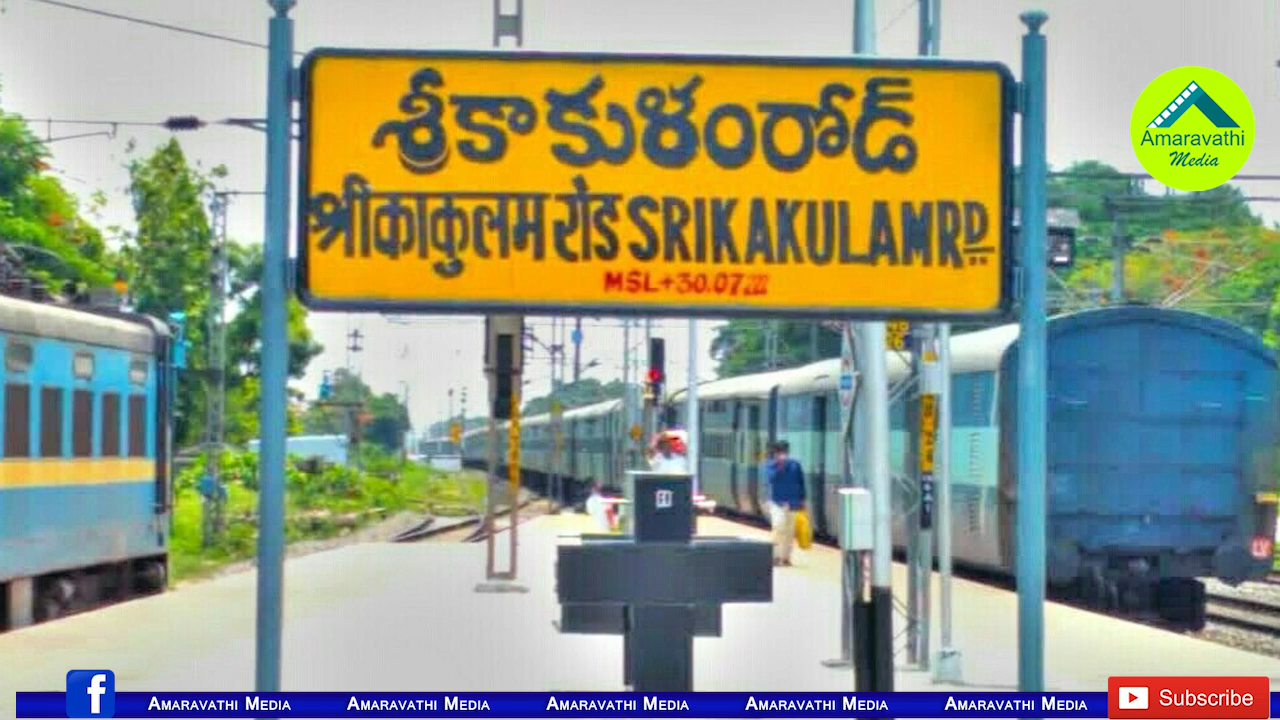 శ్రీకాకుళంరోడ్
श्रीकाकुलम रोड SRIKAKULAM RD..
MSL+30.07
Amaravathi
Media
f
AMARAVATHI MEDIA AMARAVATHI MEDIA AMARAVATHI MEDIA AMARAVATHI MEDIA AMARAVATHI MEDIA
Subscribe